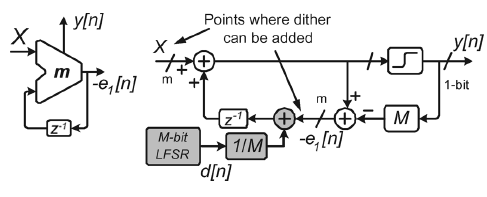 X
y[n]
m
-e1[n]
z-1
Points where dither
can be added
X
m
+
+
+
y[n]
1-bit
+
–
M
m
-e1[n]
+
+
z-1
M-bit
LFSR
1/M
d[n]